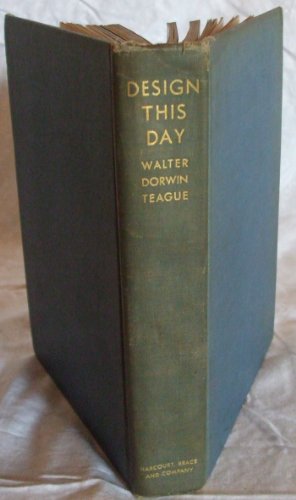 DESIGN
THIS
DAY
WALTER
DORWIN
TEAGUE
HARCOURT, BRACE
AND COMPANY